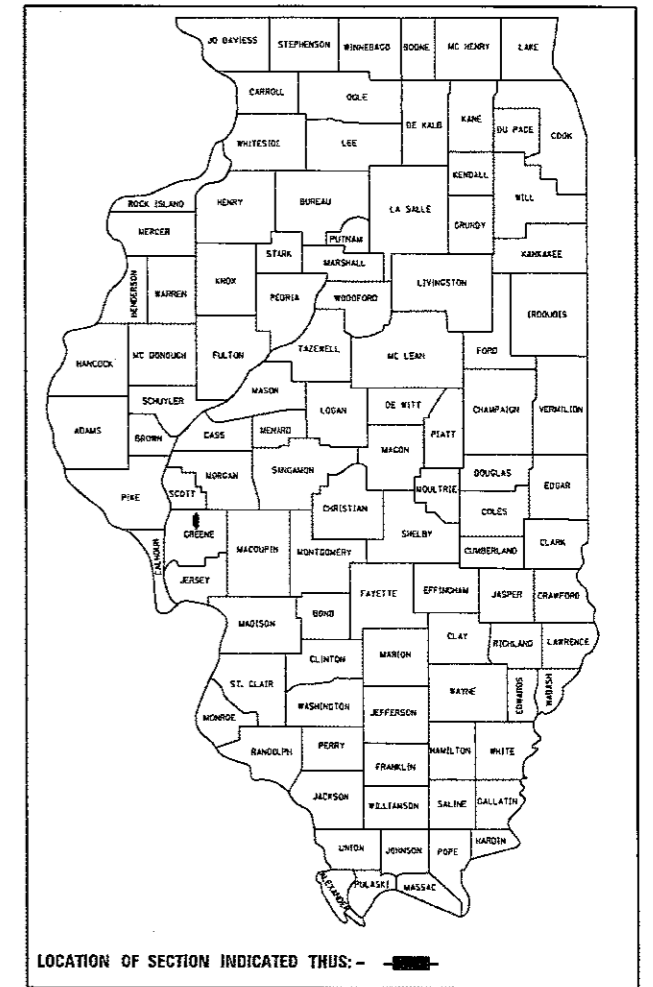 JO DAVIESS STEPHENSON WINNEBAGO BOONE MC HENRY LAKE
CARROLL OGLE DE KALB KANE DU PAGE COOK
WHITESIDE LEE
KENDALL WILL
ROCK ISLAND HENRY BUREAU LA SALLE GRUNDY
MERCER PUTNAM KANKAKEE
STARK MARSHALL
HENDERSON WARREN KNOX PEORIA WOODFORD LIVINGSTON IROQUOIS
HANCOCK MC DONOUGH FULTON TAZEWELL MC LEAN FORD
MASON
SCHUYLER LOGAN DE WITT CHAMPAIGN VERMILION
ADAMS BROWN CASS MENARD PIATT
MACON
MORGAN SANGAMON DOUGLAS EDGAR
PIKE SCOTT CHRISTIAN MOULTRIE COLES
GREENE SHELBY
CALHOUN MACOUPIN MONTGOMERY CUMBERLAND CLARK
JERSEY FAYETTE EFFINGHAM JASPER CRAWFORD
MADISON BOND
CLAY RICHLAND LAWRENCE
CLINTON MARION
ST. CLAIR WAYNE EDWARDS WABASH
MONROE WASHINGTON JEFFERSON
RANDOLPH PERRY HAMILTON WHITE
FRANKLIN
JACKSON WILLIAMSON SALINE GALLATIN
UNION JOHNSON POPE HARDIN
ALEXANDER PULASKI MASSAC
LOCATION OF SECTION INDICATED THUS: -